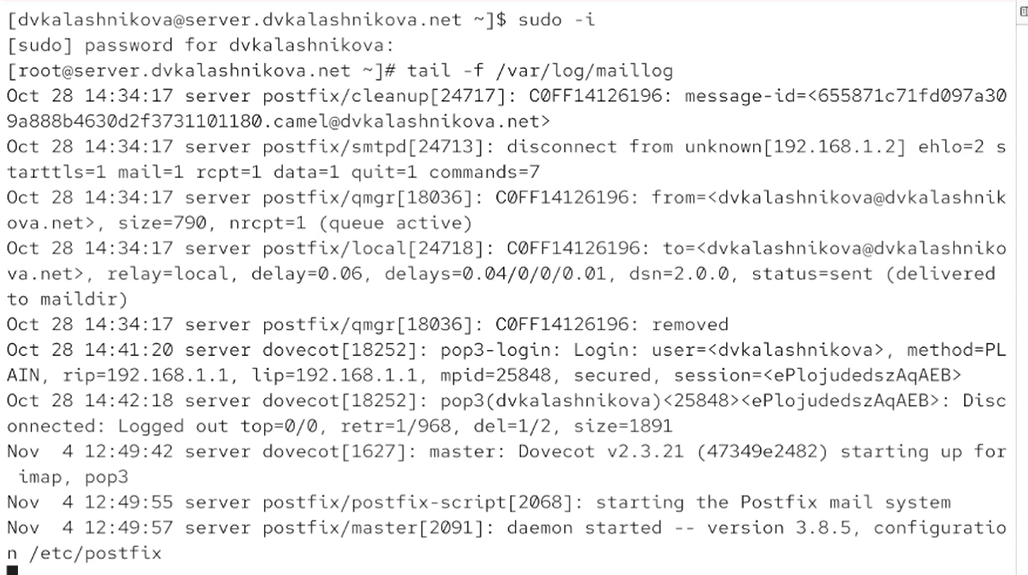 [dvkalashnikova@server.dvkalashnikova.net ~]$ sudo -i
[sudo] password for dvkalashnikova:
[root@server.dvkalashnikova.net ~]# tail -f /var/log/maillog
Oct 28 14:34:17 server postfix/cleanup[24717]: C0FF14126196: message-id=<655871c71fd097a30
9a888b4630d2f3731101180.camel@dvkalashnikova.net>
Oct 28 14:34:17 server postfix/smtpd[24713]: disconnect from unknown[192.168.1.2] ehlo=2 s
tarttls=1 mail=1 rcpt=1 data=1 quit=1 commands=7
Oct 28 14:34:17 server postfix/qmgr[18036]: C0FF14126196: from=<dvkalashnikova@dvkalashnik
ova.net>, size=790, nrcpt=1 (queue active)
Oct 28 14:34:17 server postfix/local[24718]: C0FF14126196: to=<dvkalashnikova@dvkalashniko
va.net>, relay=local, delay=0.06, delays=0.04/0/0/0.01, dsn=2.0.0, status=sent (delivered
to maildir)
Oct 28 14:34:17 server postfix/qmgr[18036]: C0FF14126196: removed
Oct 28 14:41:20 server dovecot[18252]: pop3-login: Login: user=<dvkalashnikova>, method=PL
AIN, rip=192.168.1.1, lip=192.168.1.1, mpid=25848, secured, session=<ePlojudedszAqAEB>
Oct 28 14:42:18 server dovecot[18252]: pop3(dvkalashnikova)<25848><ePlojudedszAqAEB>: Disc
onnected: Logged out top=0/0, retr=1/968, del=1/2, size=1891
Nov  4 12:49:42 server dovecot[1627]: master: Dovecot v2.3.21 (47349e2482) starting up for
 imap, pop3
Nov  4 12:49:55 server postfix/postfix-script[2068]: starting the Postfix mail system
Nov  4 12:49:57 server postfix/master[2091]: daemon started -- version 3.8.5, configuratio
n /etc/postfix